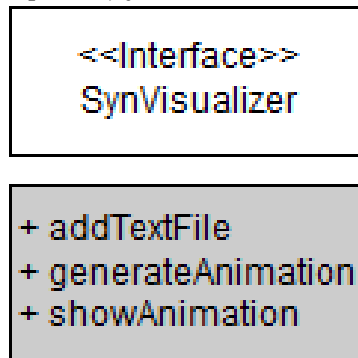 <<Interface>>
SynVisualizer
+ addTextFile
+ generateAnimation
+ showAnimation